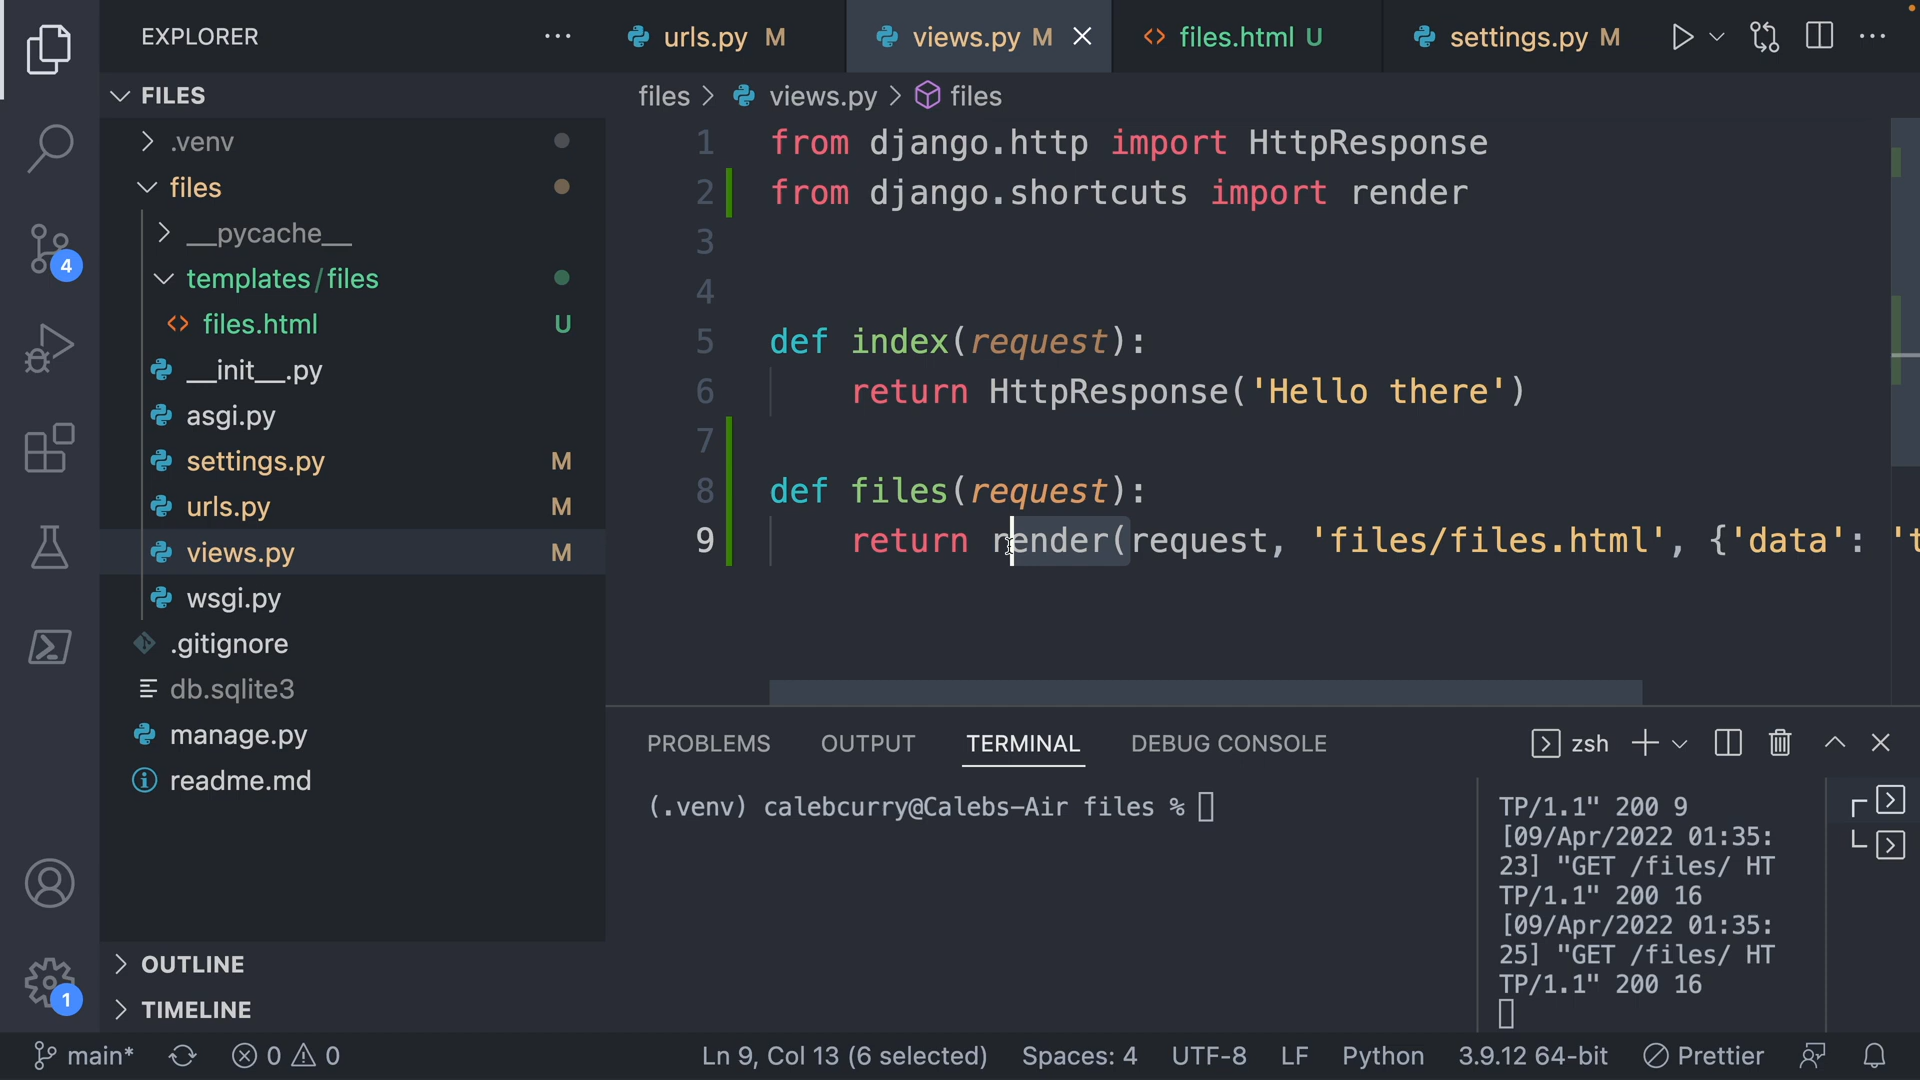 EXPLORER
FILES
.venv
files
__pycache__
templates/files
files.html U
__init__.py
asgi.py
settings.py M
urls.py M
views.py M
wsgi.py
.gitignore
db.sqlite3
manage.py
readme.md
OUTLINE
TIMELINE
4
1
urls.py M
views.py M
files.html U
settings.py M
files > views.py > files
1 from django.http import HttpResponse
2 from django.shortcuts import render
3
4
5 def index(request):
6 return HttpResponse('Hello there')
7
8 def files(request):
9 return render(request, 'files/files.html', {'data': 't
PROBLEMS OUTPUT TERMINAL DEBUG CONSOLE
zsh
(.venv) calebcurry@Calebs-Air files %
TP/1.1" 200 9
[09/Apr/2022 01:35:
23] "GET /files/ HT
TP/1.1" 200 16
[09/Apr/2022 01:35:
25] "GET /files/ HT
TP/1.1" 200 16
main* 0 0 Ln 9, Col 13 (6 selected) Spaces: 4 UTF-8 LF Python 3.9.12 64-bit Prettier